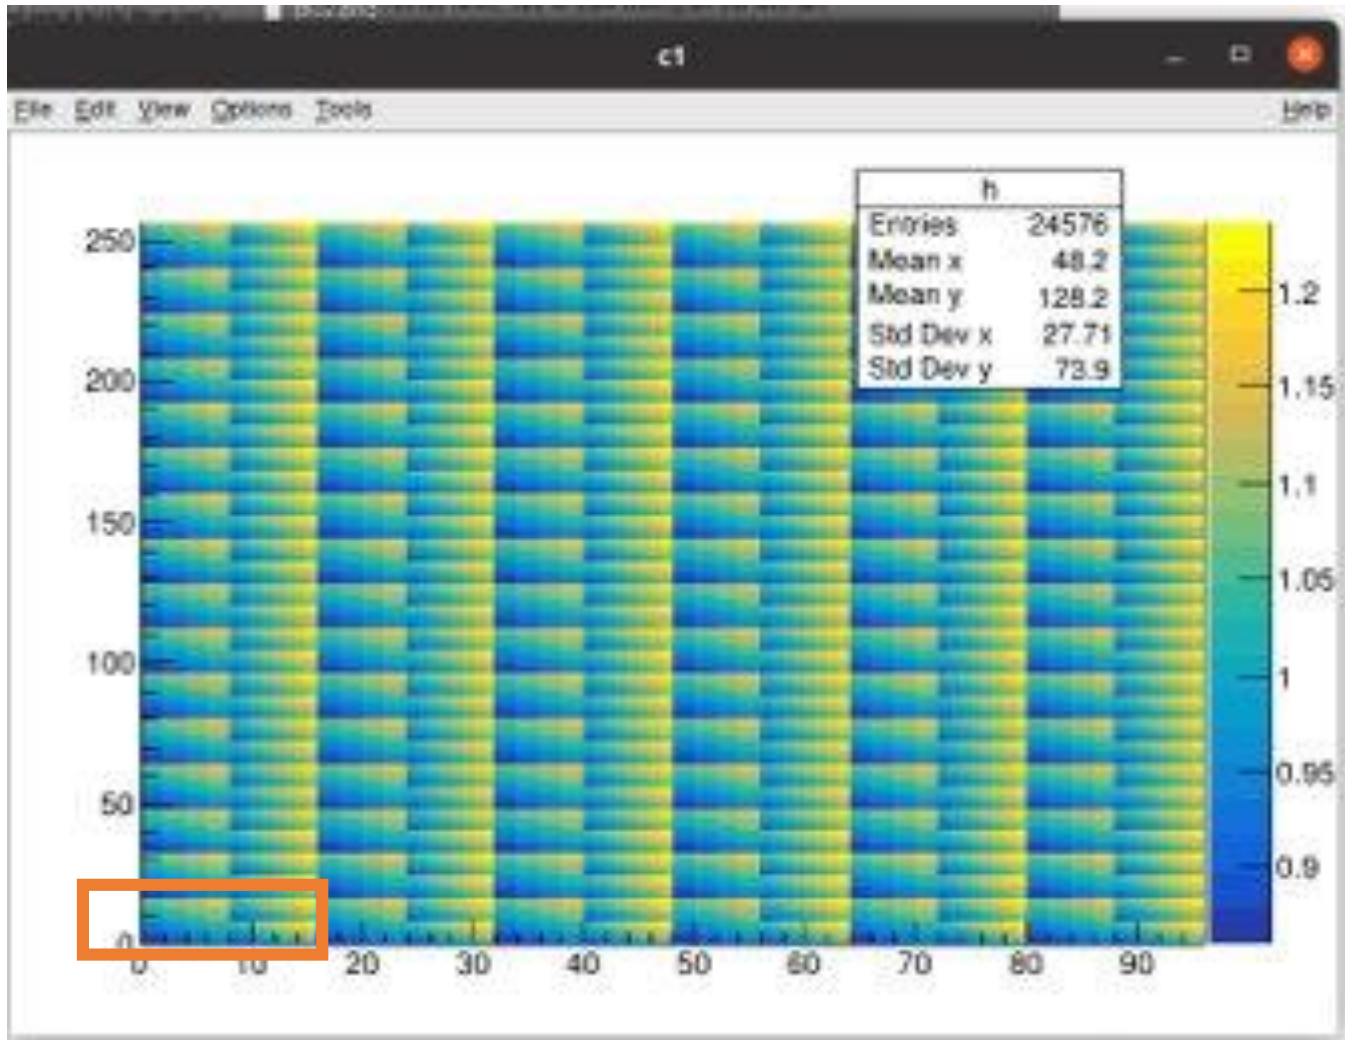 c1
File Edit View Options Tools Help
h
Entries 24576
Mean x 48.2
Mean y 128.2
Std Dev x 27.71
Std Dev y 73.9
250
200
150
100
50
0
0 10 20 30 40 50 60 70 80 90
1.2
1.15
1.1
1.05
1
0.95
0.9